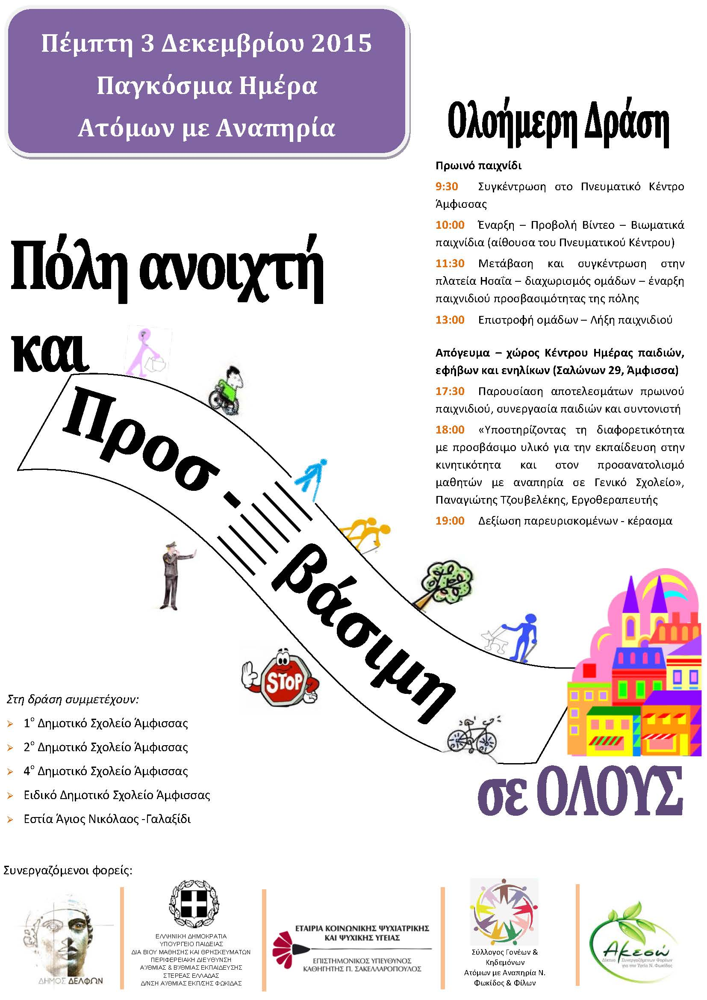 Πέμπτη 3 Δεκεμβρίου 2015
Παγκόσμια Ημέρα
Ατόμων με Αναπηρία
Πόλη ανοιχτή
και
Προσ -
βάσιμη
σε ΟΛΟΥΣ
STOP
Ολοήμερη Δράση
Πρωινό παιχνίδι
9:30 Συγκέντρωση στο Πνευματικό Κέντρο
Άμφισσας
10:00 Έναρξη – Προβολή Βίντεο – Βιωματικά
παιχνίδια (αίθουσα του Πνευματικού Κέντρου)
11:30 Μετάβαση και συγκέντρωση στην
πλατεία Ησαΐα – διαχωρισμός ομάδων – έναρξη
παιχνιδιού προσβασιμότητας της πόλης
13:00 Επιστροφή ομάδων – Λήξη παιχνιδιού
Απόγευμα – χώρος Κέντρου Ημέρας παιδιών,
εφήβων και ενηλίκων (Σαλώνων 29, Άμφισσα)
17:30 Παρουσίαση αποτελεσμάτων πρωινού
παιχνιδιού, συνεργασία παιδιών και συντονιστή
18:00 «Υποστηρίζοντας τη διαφορετικότητα
με προσβάσιμο υλικό για την εκπαίδευση στην
κινητικότητα και στον προσανατολισμό
μαθητών με αναπηρία σε Γενικό Σχολείο»,
Παναγιώτης Τζουβελέκης, Εργοθεραπευτής
19:00 Δεξίωση παρευρισκομένων - κέρασμα
Στη δράση συμμετέχουν:
1ο Δημοτικό Σχολείο Άμφισσας
2ο Δημοτικό Σχολείο Άμφισσας
4ο Δημοτικό Σχολείο Άμφισσας
Ειδικό Δημοτικό Σχολείο Άμφισσας
Εστία Άγιος Νικόλαος -Γαλαξίδι
Συνεργαζόμενοι φορείς:
ΔΗΜΟΣ ΔΕΛΦΩΝ
ΕΛΛΗΝΙΚΗ ΔΗΜΟΚΡΑΤΙΑ
ΥΠΟΥΡΓΕΙΟ ΠΑΙΔΕΙΑΣ
ΔΙΑ ΒΙΟΥ ΜΑΘΗΣΗΣ ΚΑΙ ΘΡΗΣΚΕΥΜΑΤΩΝ
ΠΕΡΙΦΕΡΕΙΑΚΗ ΔΙΕΥΘΥΝΣΗ
Α'/ΘΜΙΑΣ & Β'/ΘΜΙΑΣ ΕΚΠΑΙΔΕΥΣΗΣ
ΣΤΕΡΕΑΣ ΕΛΛΑΔΑΣ
Δ/ΝΣΗ Α'/ΘΜΙΑΣ ΕΚΠ/ΣΗΣ ΦΩΚΙΔΑΣ
ΕΤΑΙΡΙΑ ΚΟΙΝΩΝΙΚΗΣ ΨΥΧΙΑΤΡΙΚΗΣ
ΚΑΙ ΨΥΧΙΚΗΣ ΥΓΕΙΑΣ
ΕΠΙΣΤΗΜΟΝΙΚΟΣ ΥΠΕΥΘΥΝΟΣ
ΚΑΘΗΓΗΤΗΣ Π. ΣΑΚΕΛΛΑΡΟΠΟΥΛΟΣ
Σύλλογος Γονέων &
Κηδεμόνων
Ατόμων με Αναπηρία Ν.
Φωκίδος & Φίλων
Ακεσώ
Δίκτυο Συνεργαζόμενων Φορέων
για την Υγεία Ν. Φωκίδας